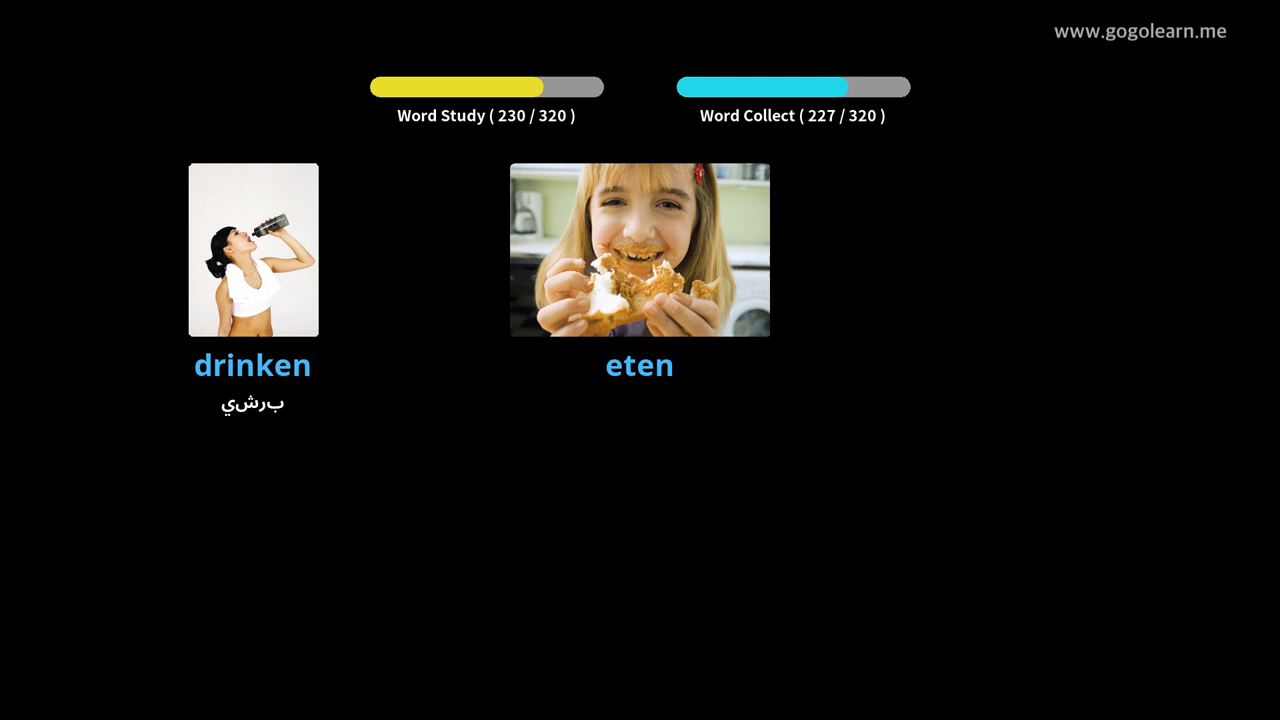 www.gogolearn.me
Word Study ( 230 / 320 )
Word Collect ( 227 / 320 )
drinken
eten
برشي